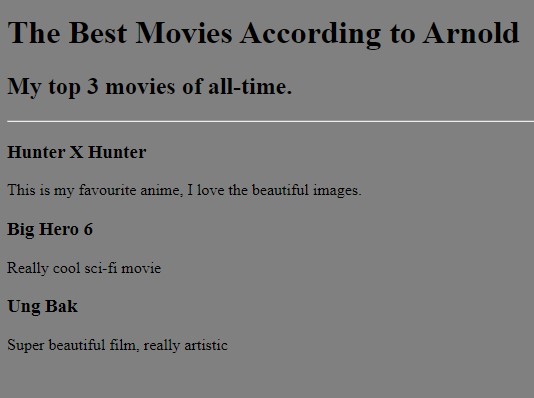 The Best Movies According to Arnold
My top 3 movies of all-time.
Hunter X Hunter
This is my favourite anime, I love the beautiful images.
Big Hero 6
Really cool sci-fi movie
Ung Bak
Super beautiful film, really artistic